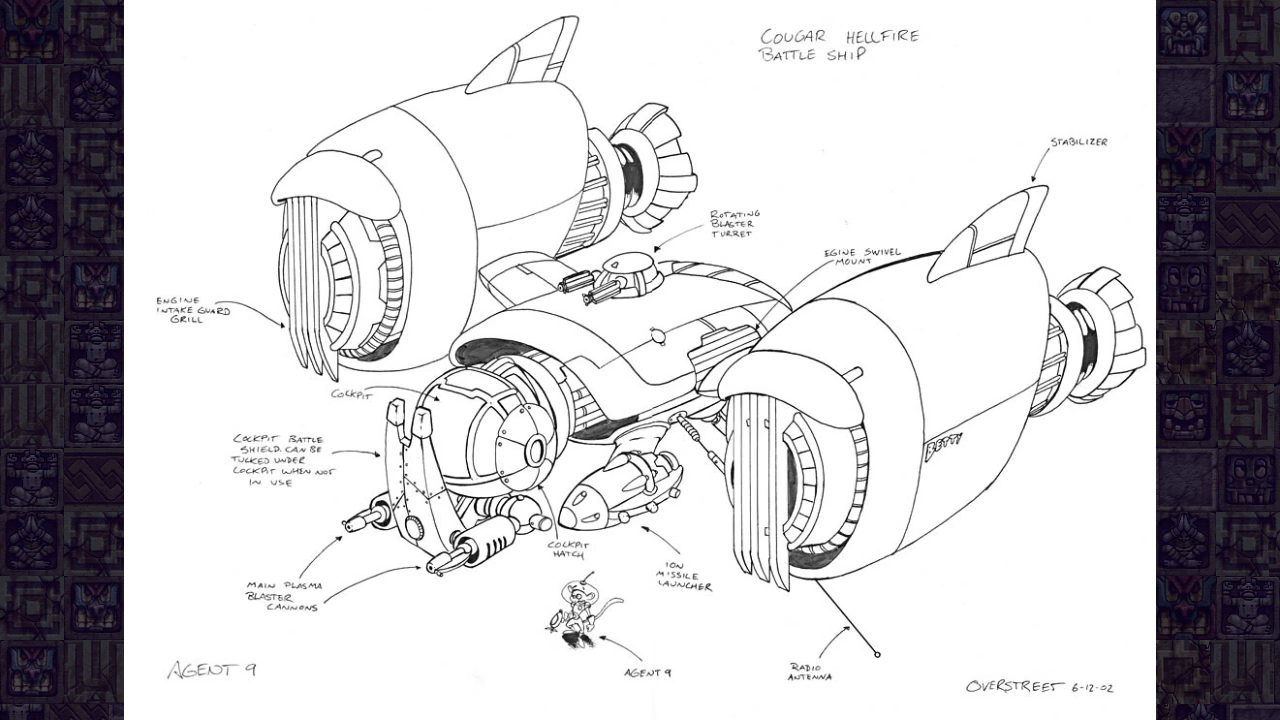 COUGAR HELLFIRE
BATTLE SHIP
STABILIZER
ROTATING
BLASTER
TURRET
EGINE SWIVEL
MOUNT
ENGINE
INTAKE GUARD
GRILL
COCKPIT
COCKPIT BATTLE
SHIELD. CAN BE
TUCKED UNDER
COCKPIT WHEN NOT
IN USE
BETTY
COCKPIT
HATCH
ION
MISSILE
LAUNCHER
MAIN PLASMA
BLASTER
CANNONS
AGENT 9
AGENT 9
RADIO
ANTENNA
OVERSTREET 6-12-02